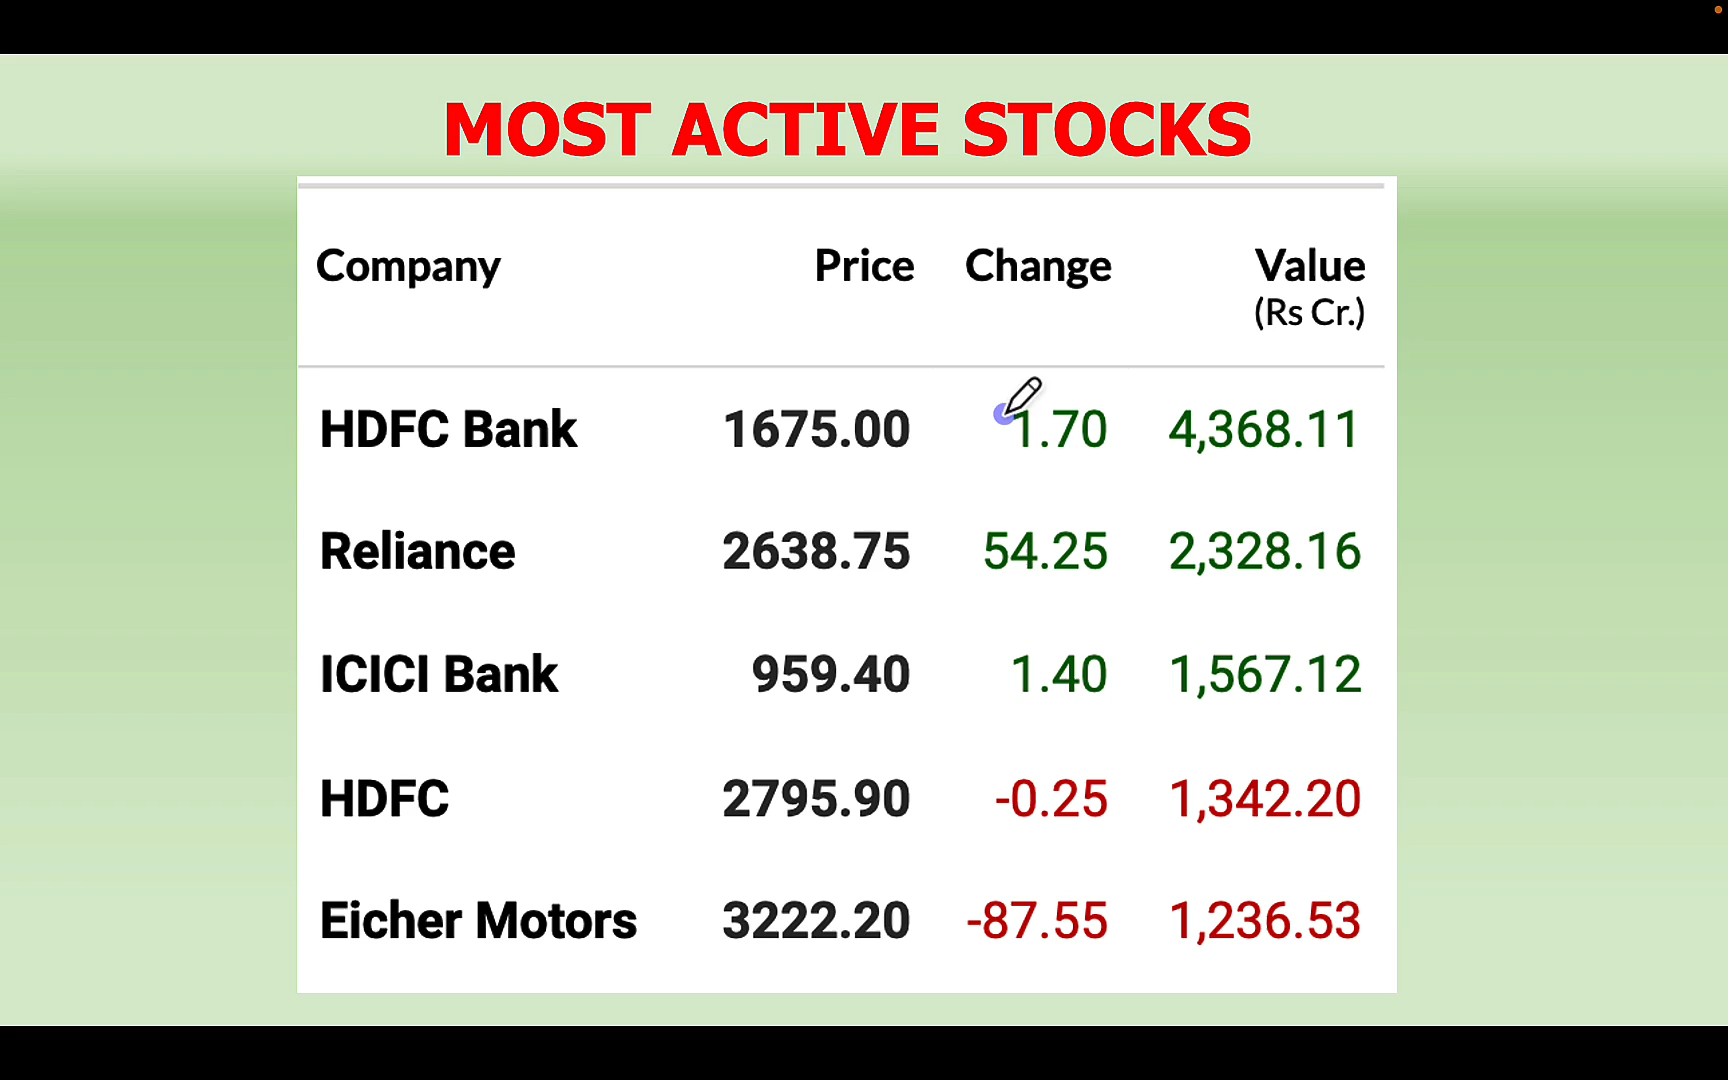 MOST ACTIVE STOCKS
Company Price Change Value
(Rs Cr.)
HDFC Bank 1675.00 1.70 4,368.11
Reliance 2638.75 54.25 2,328.16
ICICI Bank 959.40 1.40 1,567.12
HDFC 2795.90 -0.25 1,342.20
Eicher Motors 3222.20 -87.55 1,236.53